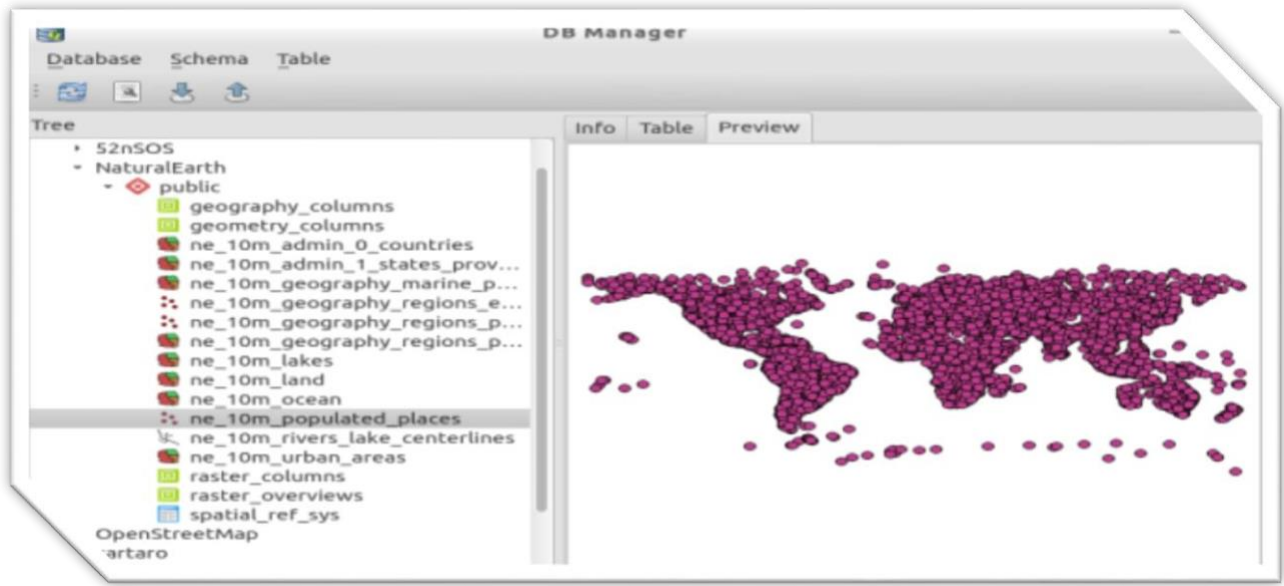 DB Manager
Database Schema Table
Tree
Info Table Preview
52nSOS
NaturalEarth
public
geography_columns
geometry_columns
ne_10m_admin_0_countries
ne_10m_admin_1_states_prov...
ne_10m_geography_marine_p...
ne_10m_geography_regions_e...
ne_10m_geography_regions_p...
ne_10m_geography_regions_p...
ne_10m_lakes
ne_10m_land
ne_10m_ocean
ne_10m_populated_places
ne_10m_rivers_lake_centerlines
ne_10m_urban_areas
raster_columns
raster_overviews
spatial_ref_sys
OpenStreetMap
artaro